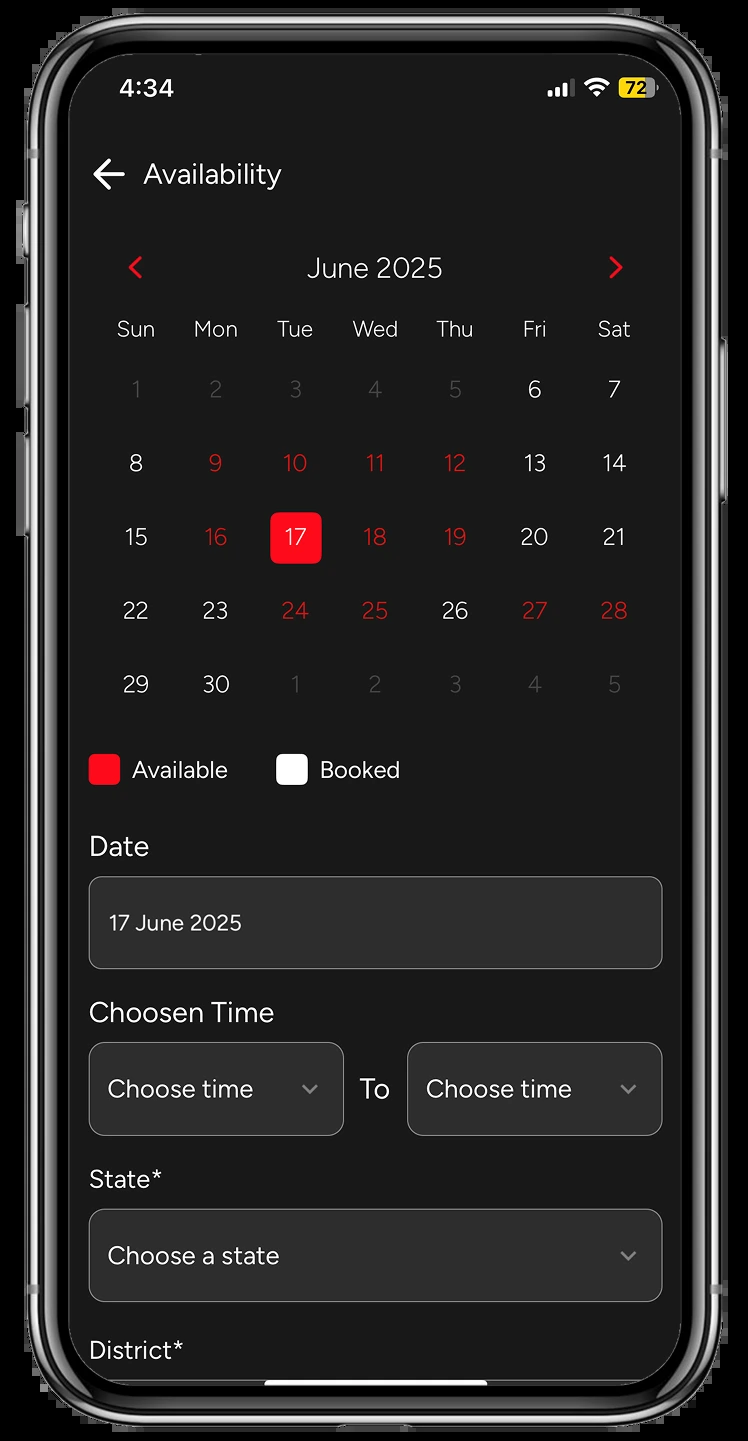 4:34 72
Availability
June 2025
Sun Mon Tue Wed Thu Fri Sat
1 2 3 4 5 6 7
8 9 10 11 12 13 14
15 16 17 18 19 20 21
22 23 24 25 26 27 28
29 30 1 2 3 4 5
Available Booked
Date
17 June 2025
Choosen Time
Choose time To Choose time
State*
Choose a state
District*